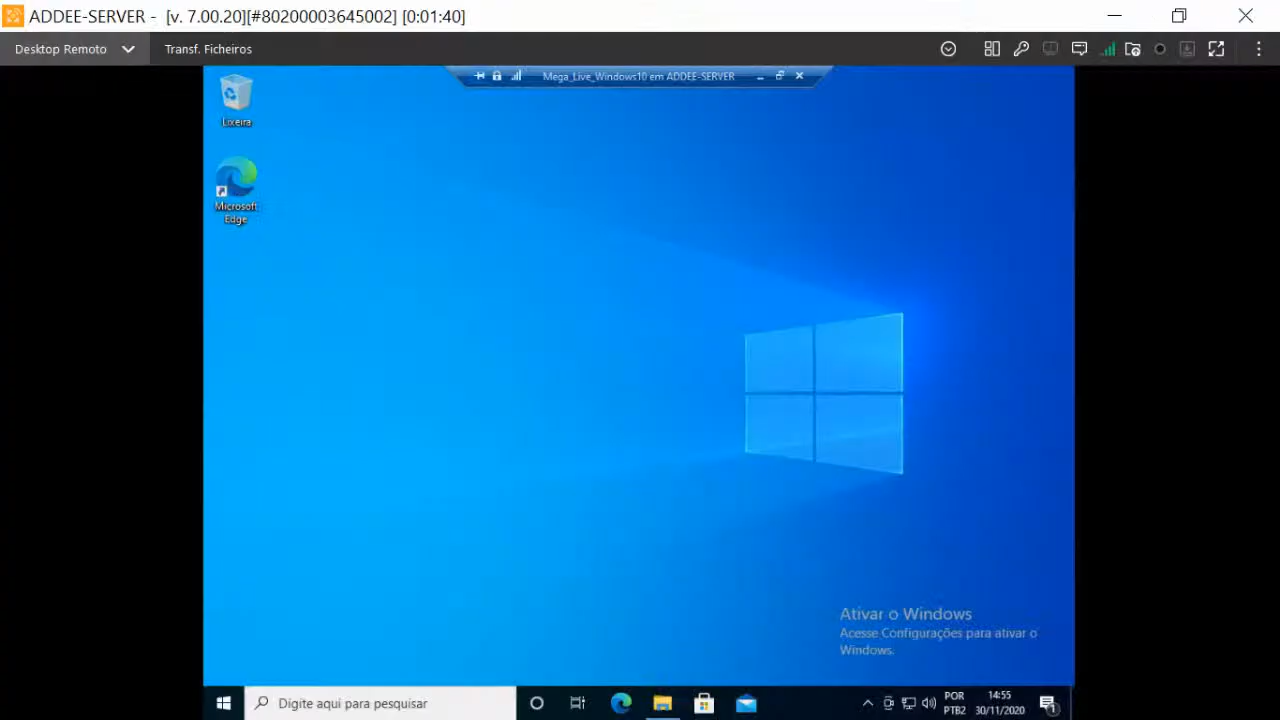 ADDEE-SERVER - [v. 7.00.20][#80200003645002] [0:01:40]
Desktop Remoto
Transf. Ficheiros
Mega_Live_Windows10 em ADDEE-SERVER
Lixeira
Microsoft
Edge
Ativar o Windows
Acesse Configurações para ativar o
Windows.
Digite aqui para pesquisar
POR
PTB2
14:55
30/11/2020
1